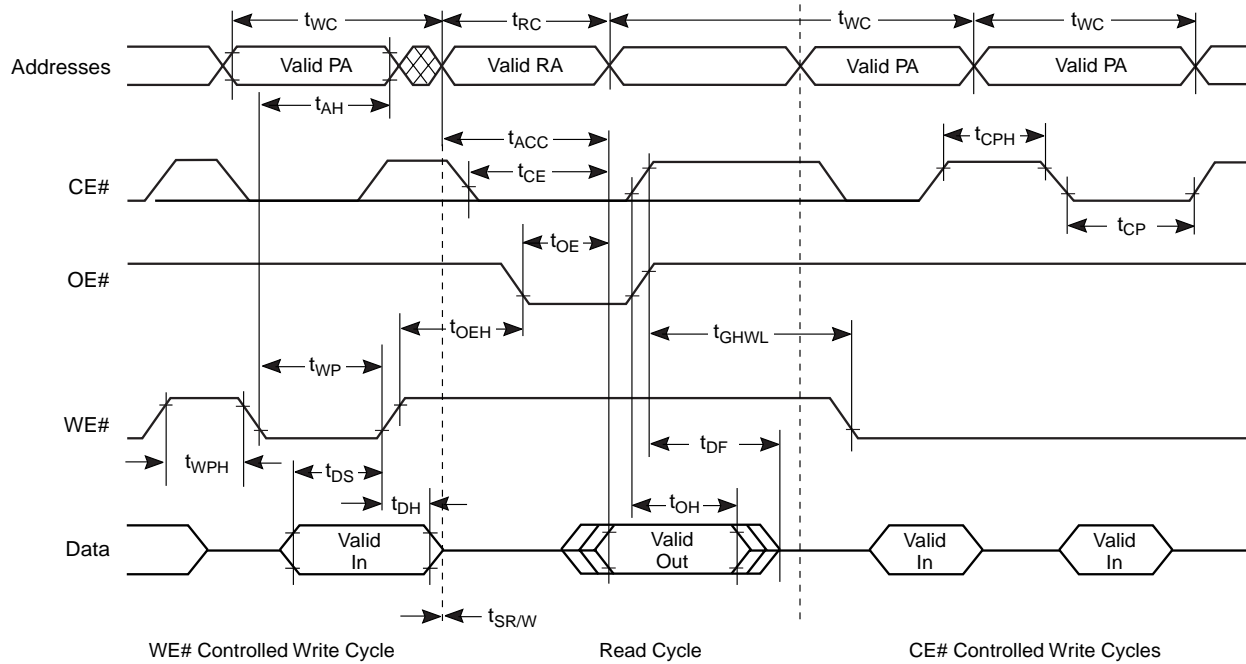 tWC tRC tWC tWC
Addresses Valid PA Valid RA Valid PA Valid PA
tAH
tACC tCPH
CE# tCE
tCP
tOE
OE#
tOEH tGHWL
tWP
WE#
tWPH tDS tDF
tDH tOH
Data Valid In Valid Out Valid In Valid In
tSR/W
WE# Controlled Write Cycle Read Cycle CE# Controlled Write Cycles